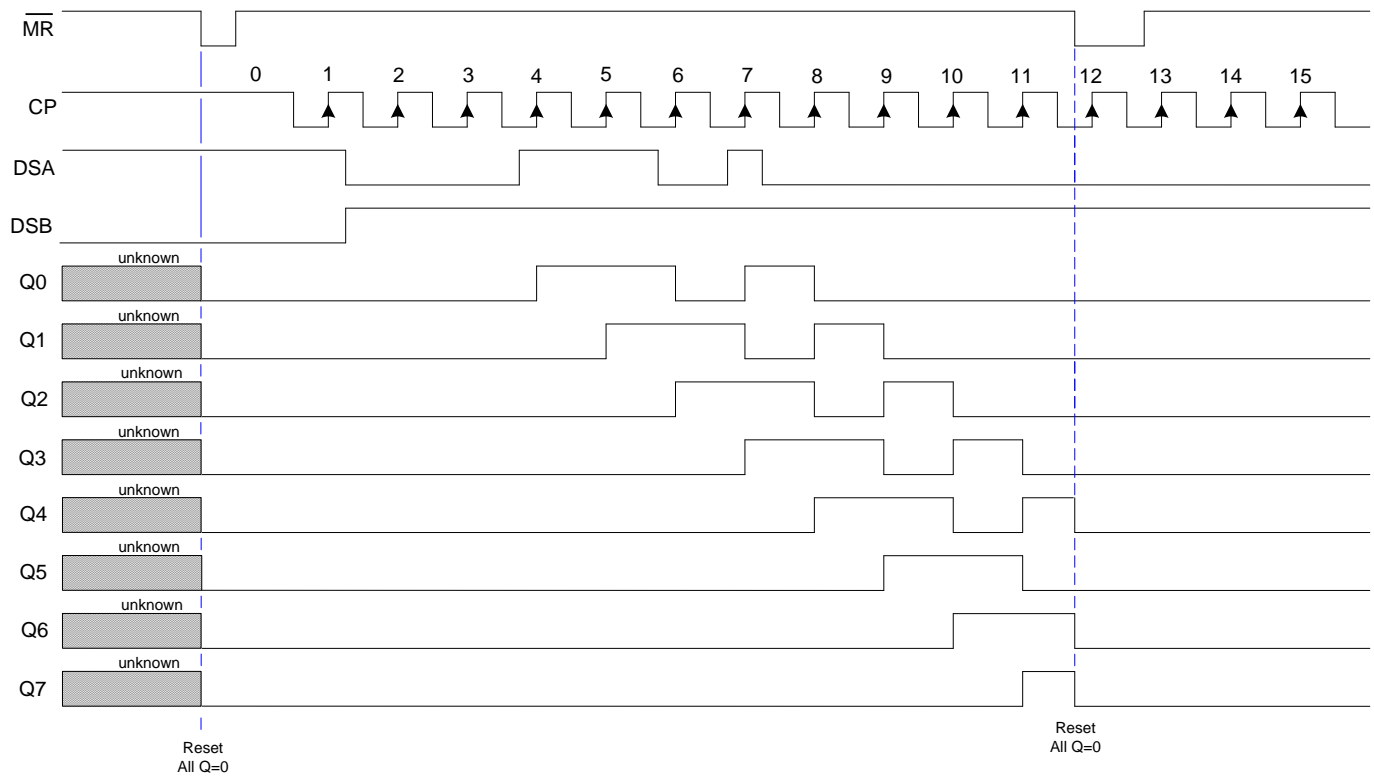 MR
0 1 2 3 4 5 6 7 8 9 10 11 12 13 14 15
CP
DSA
DSB
unknown
Q0
unknown
Q1
unknown
Q2
unknown
Q3
unknown
Q4
unknown
Q5
unknown
Q6
unknown
Q7
Reset
All Q=0
Reset
All Q=0